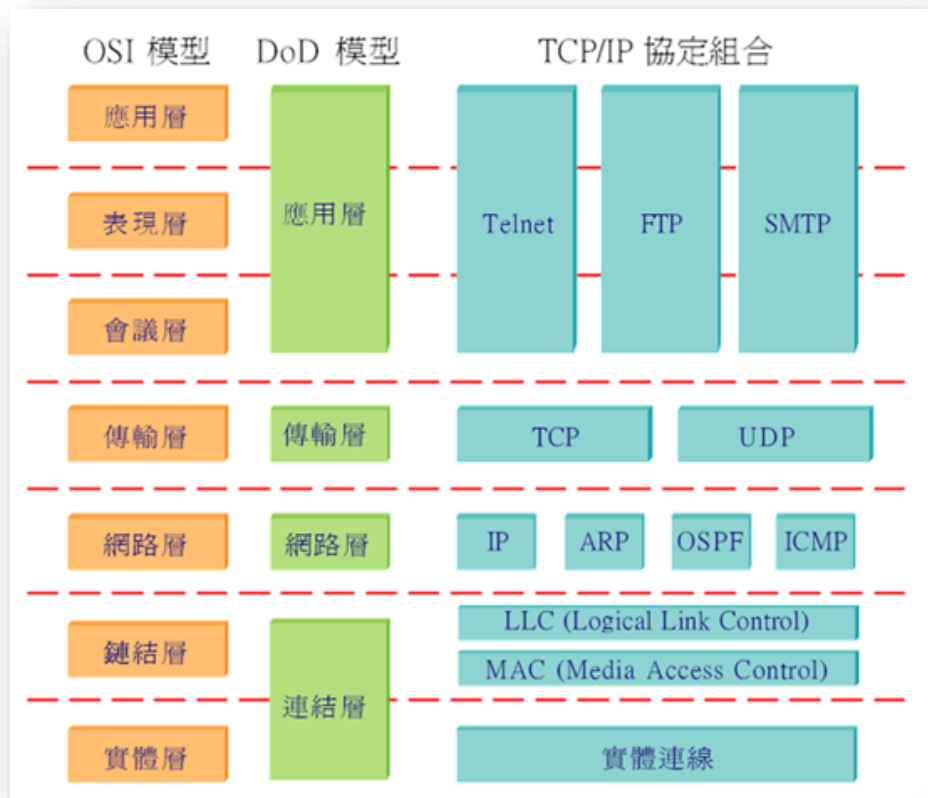 OSI 模型 DoD 模型 TCP/IP 協定組合
應用層
表現層 應用層 Telnet FTP SMTP
會議層
傳輸層 傳輸層 TCP UDP
網路層 網路層 IP ARP OSPF ICMP
LLC (Logical Link Control)
鏈結層
MAC (Media Access Control)
連結層
實體層 實體連線